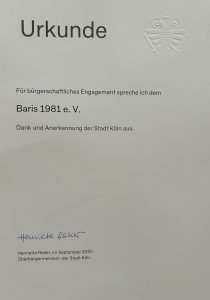 Urkunde
Für bürgerschaftliches Engagement spreche ich dem
Baris 1981 e. V.
Dank und Anerkennung der Stadt Köln aus.
Henriette Reker
Henriette Reker, im September 2025
Oberbürgermeisterin der Stadt Köln